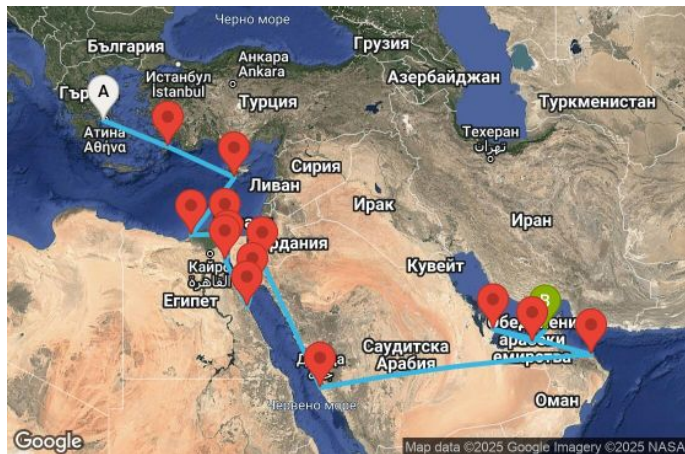 Черно море
България
Грузия
Анкара
Ankara
Истанбул
İstanbul
Азербайджан
Гър
A
Турция
Туркменистан
Атина
Αθήνα
Техеран
تهران
Сирия
Ливан
Ирак
Иран
рдания
Кайро
القاهرة
Кувейт
Египет
B
Обединени
арабски
емирства
Саудитска
Арабия
Оман
Червено море
Google
Map data ©2025 Google Imagery ©2025 NASA